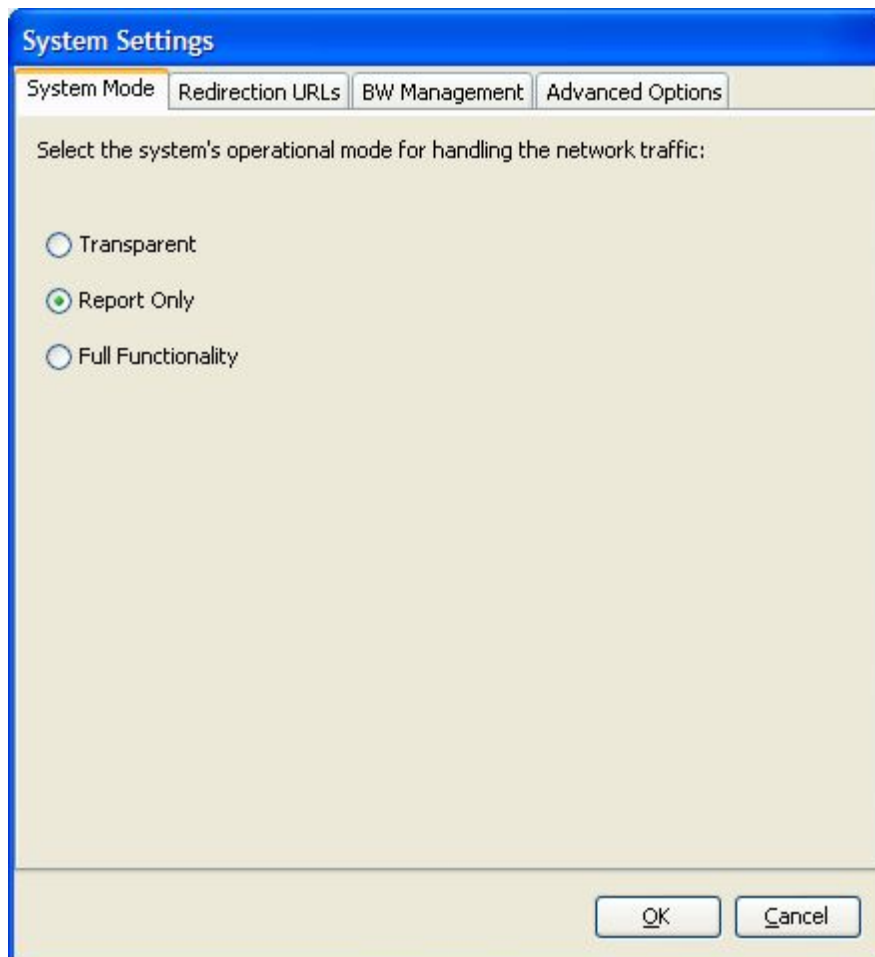 System Settings
System Mode Redirection URLs BW Management Advanced Options
Select the system's operational mode for handling the network traffic:
Transparent
Report Only
Full Functionality
OK Cancel